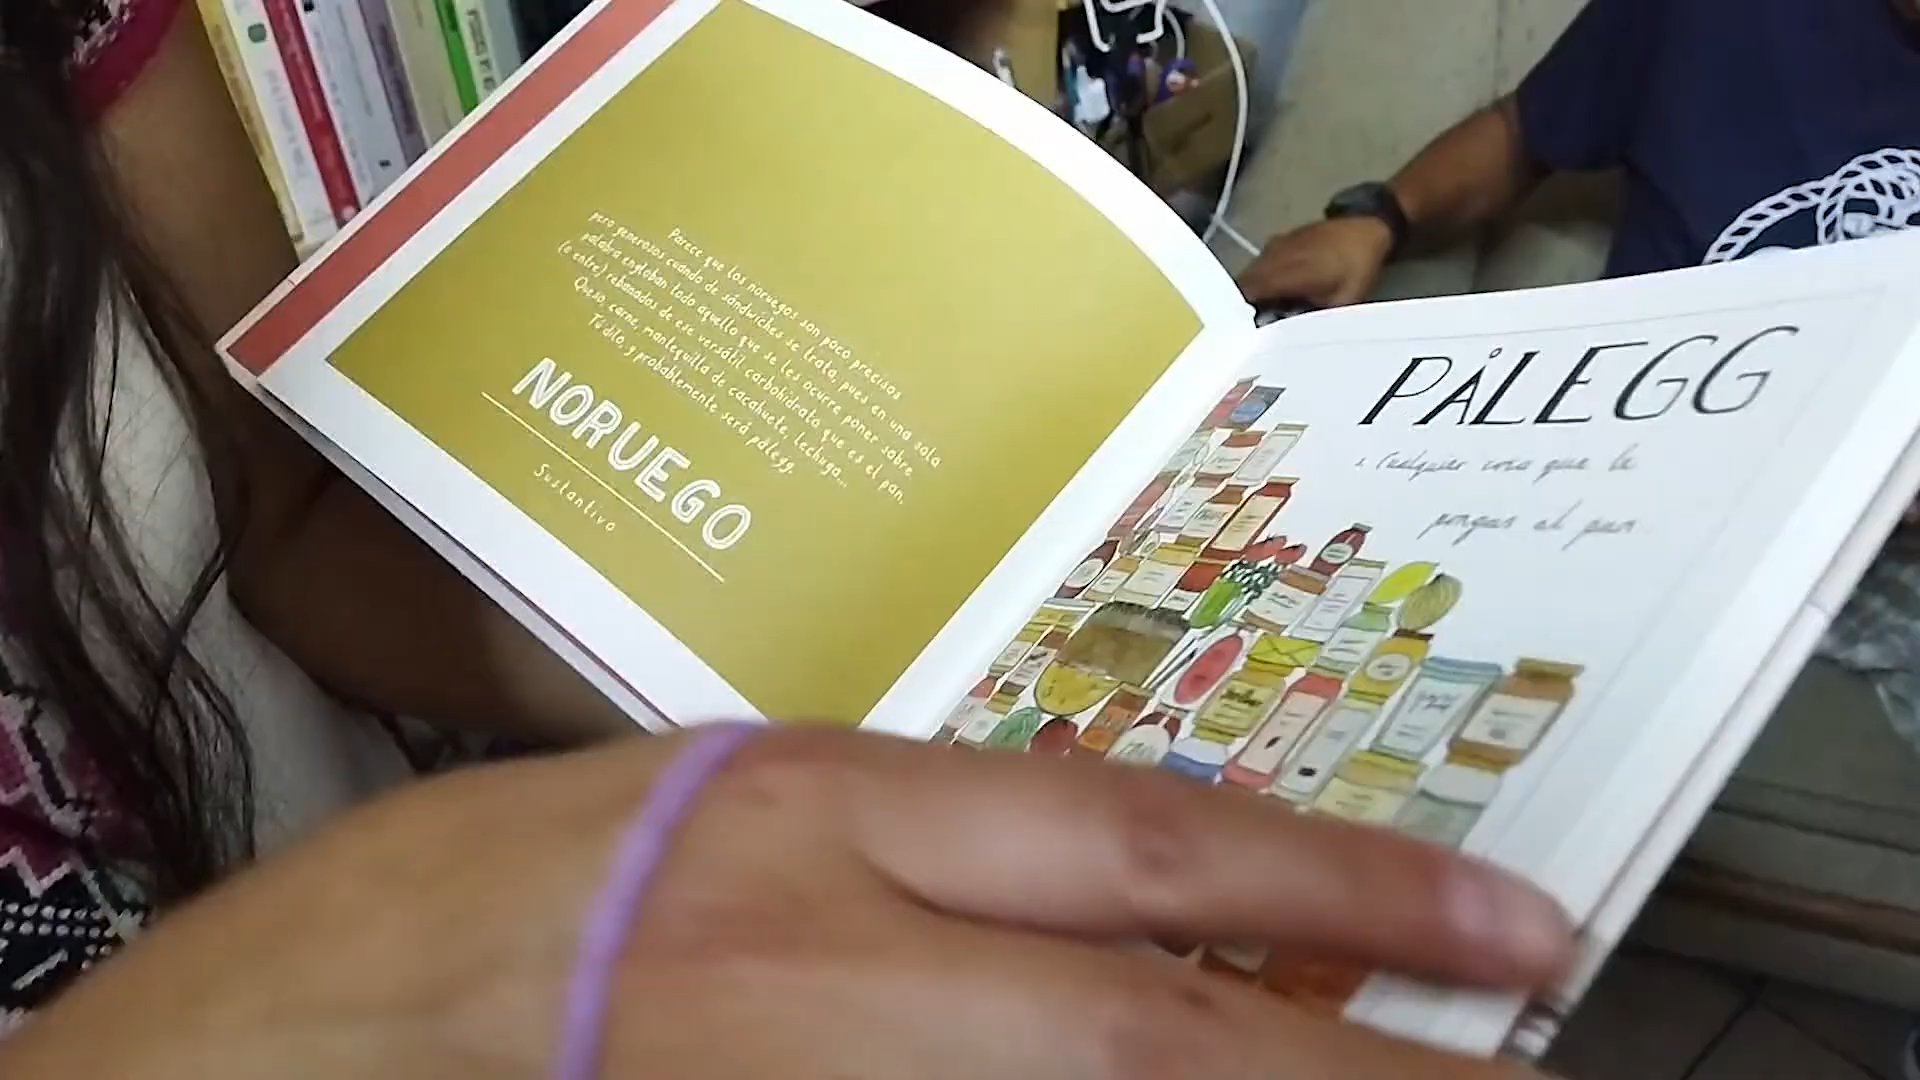 Parece que los noruegos son poco precisos
pero generosos cuando de sándwiches se trata, pues en una sola
palabra engloban todo aquello que se les ocurre poner sobre
(o entre) rebanadas de ese versátil carbohidrato que es el pan.
Queso, carne, mantequilla de cacahuete, lechuga...
Tú dilo, y probablemente será pålegg.
NORUEGO
Sustantivo
PÅLEGG
Cualquier cosa que le
pongas al pan.